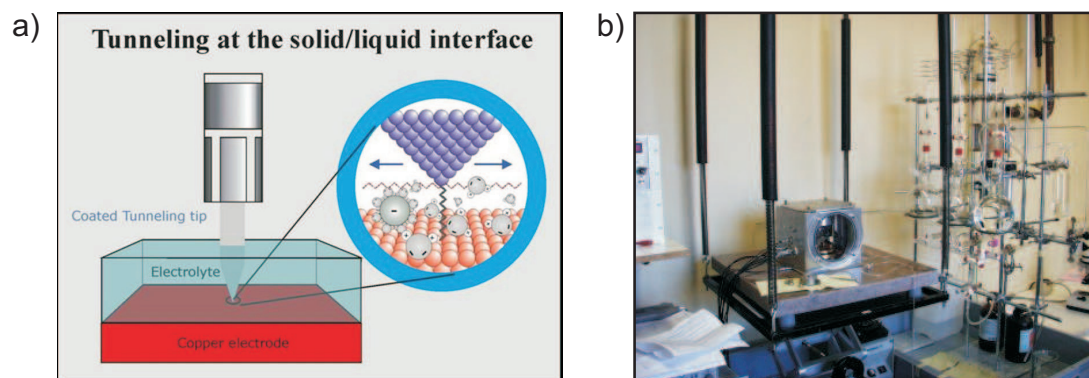 a)
Tunneling at the solid/liquid interface
Coated Tunneling tip
Electrolyte
Copper electrode
-
b)